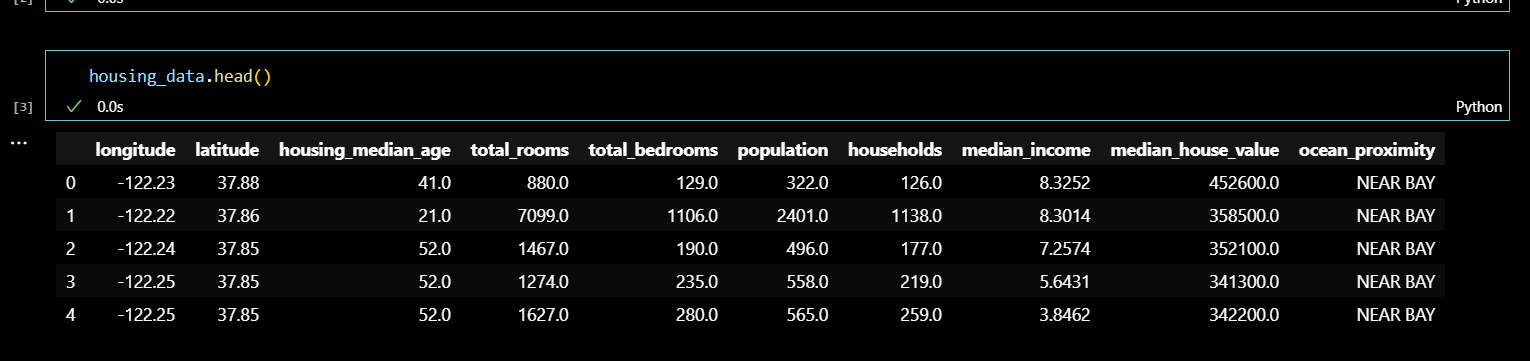 [2] 0.0s Python
housing_data.head()
[3] 0.0s Python
longitude latitude housing_median_age total_rooms total_bedrooms population households median_income median_house_value ocean_proximity
0 -122.23 37.88 41.0 880.0 129.0 322.0 126.0 8.3252 452600.0 NEAR BAY
1 -122.22 37.86 21.0 7099.0 1106.0 2401.0 1138.0 8.3014 358500.0 NEAR BAY
2 -122.24 37.85 52.0 1467.0 190.0 496.0 177.0 7.2574 352100.0 NEAR BAY
3 -122.25 37.85 52.0 1274.0 235.0 558.0 219.0 5.6431 341300.0 NEAR BAY
4 -122.25 37.85 52.0 1627.0 280.0 565.0 259.0 3.8462 342200.0 NEAR BAY